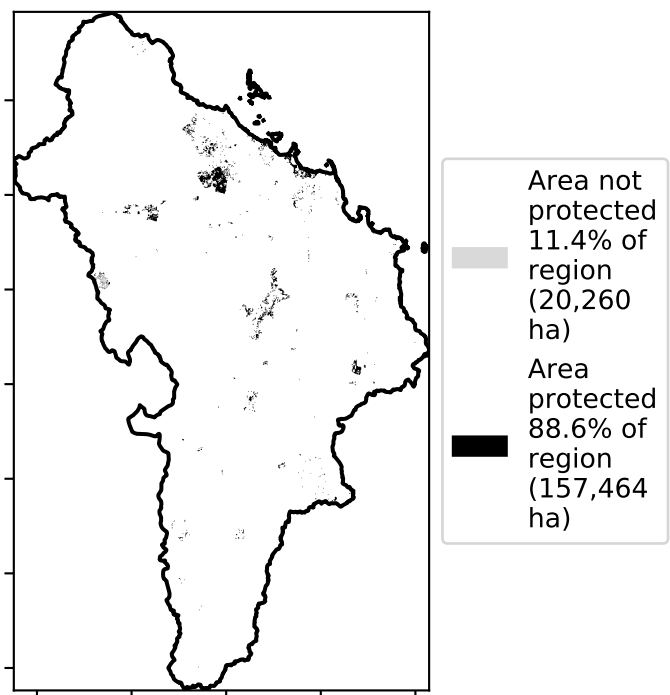 Area not
protected
11.4% of
region
(20,260
ha)
Area
protected
88.6% of
region
(157,464
ha)